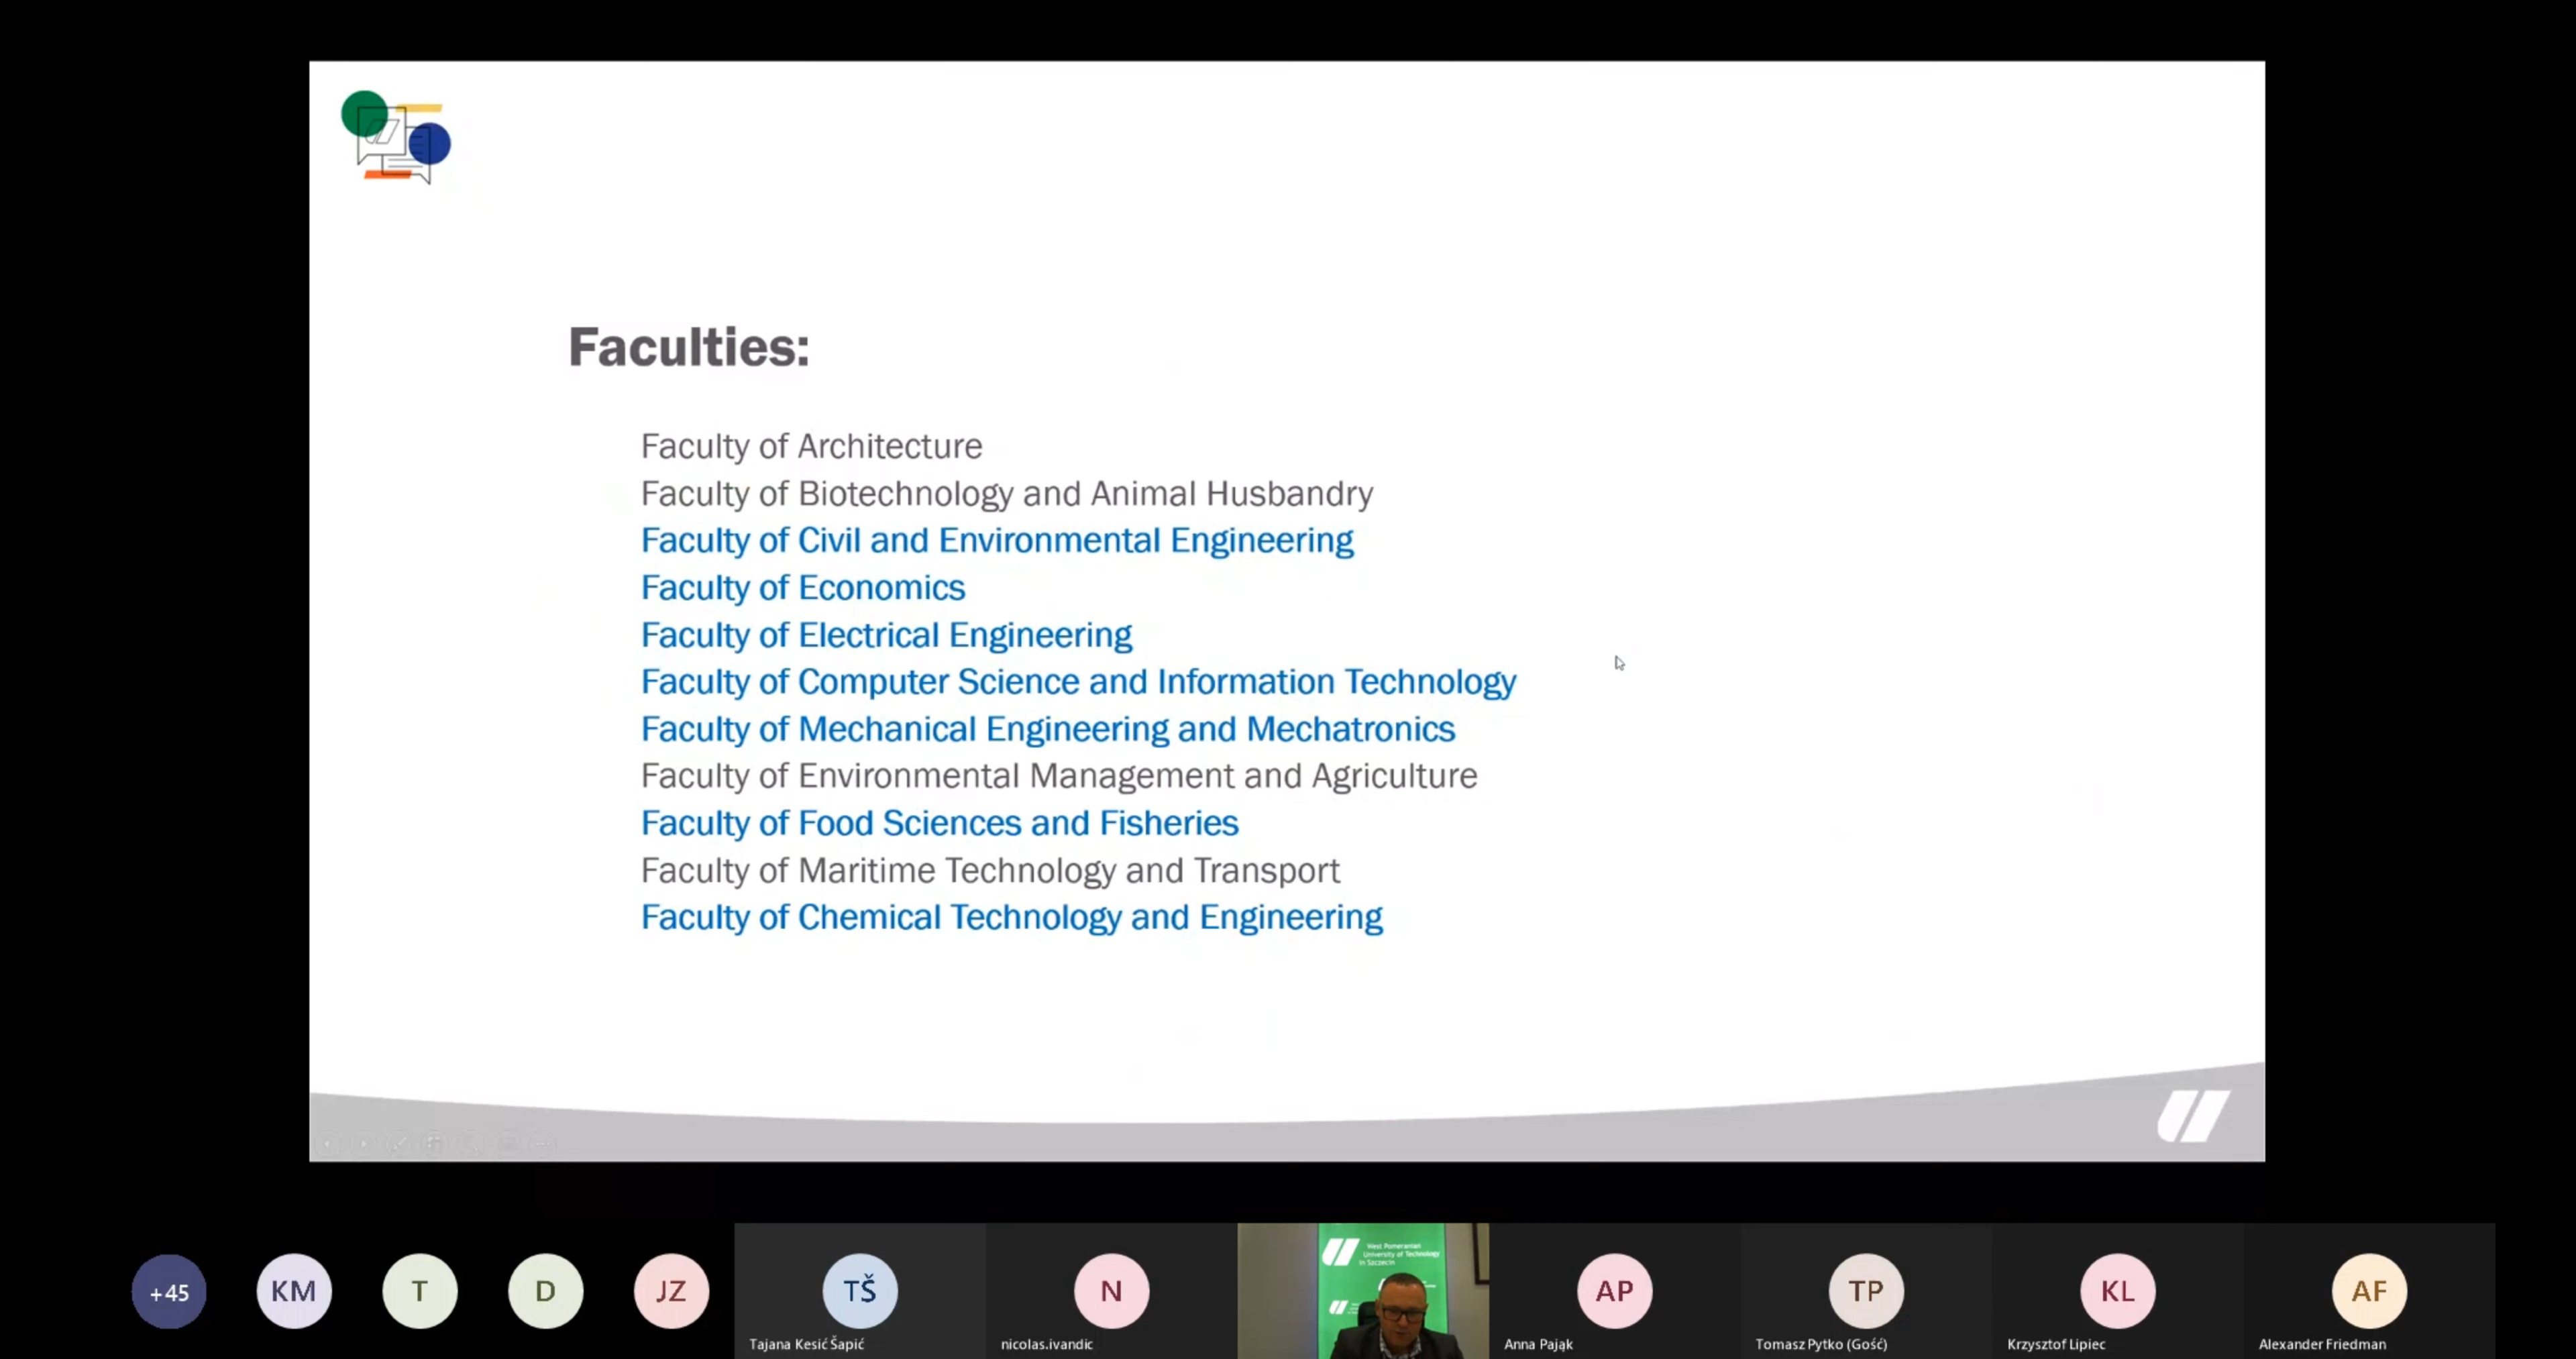 Faculties:
Faculty of Architecture
Faculty of Biotechnology and Animal Husbandry
Faculty of Civil and Environmental Engineering
Faculty of Economics
Faculty of Electrical Engineering
Faculty of Computer Science and Information Technology
Faculty of Mechanical Engineering and Mechatronics
Faculty of Environmental Management and Agriculture
Faculty of Food Sciences and Fisheries
Faculty of Maritime Technology and Transport
Faculty of Chemical Technology and Engineering
+45
KM
T
D
JZ
TŠ
Tajana Kesić Šapić
N
nicolas.ivandic
West Pomeranian
University of Technology
in Szczecin
AP
Anna Pająk
TP
Tomasz Pytko (Gość)
KL
Krzysztof Lipiec
AF
Alexander Friedman